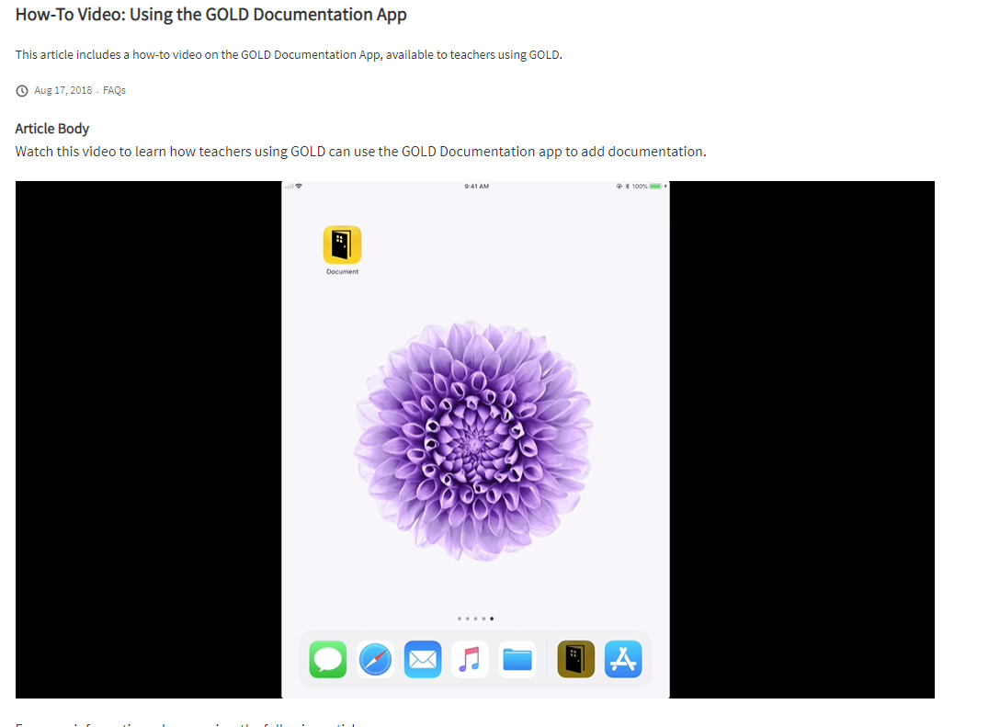 How-To Video: Using the GOLD Documentation App
This article includes a how-to video on the GOLD Documentation App, available to teachers using GOLD.
Aug 17, 2018 . FAQs
Article Body
Watch this video to learn how teachers using GOLD can use the GOLD Documentation app to add documentation.
9:41 AM 100%
Document